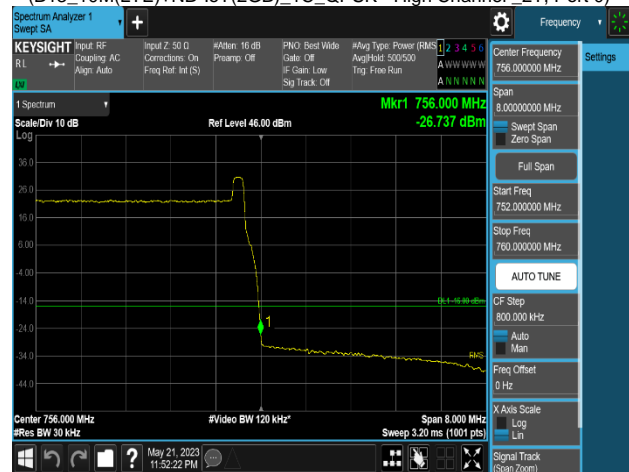 Spectrum Analyzer 1
Swept SA
Frequency
KEYSIGHT
RL
Input: RF
Coupling: AC
Align: Auto
Input Z: 50 Ω
Corrections: On
Freq Ref: Int (S)
#Atten: 16 dB
Preamp: Off
PNO: Best Wide
Gate: Off
IF Gain: Low
Sig Track: Off
#Avg Type: Power (RMS
Avg|Hold: 500/500
Trig: Free Run
1 2 3 4 5 6
A W W W W W
A N N N N N
LXI
1 Spectrum
Scale/Div 10 dB
Log
Ref Level 46.00 dBm
Mkr1 756.000 MHz
-26.737 dBm
36.0
26.0
16.0
6.00
-4.00
-14.0
-24.0
-34.0
-44.0
1
RMS
Center 756.000 MHz
#Res BW 30 kHz
#Video BW 120 kHz*
Span 8.000 MHz
Sweep 3.20 ms (1001 pts)
May 21, 2023
11:52:22 PM
Center Frequency
756.000000 MHz
Span
8.00000000 MHz
Swept Span
Zero Span
Full Span
Start Freq
752.000000 MHz
Stop Freq
760.000000 MHz
AUTO TUNE
CF Step
800.000 kHz
Auto
Man
Freq Offset
0 Hz
X Axis Scale
Log
Lin
Signal Track
(Span Zoom)
Settings